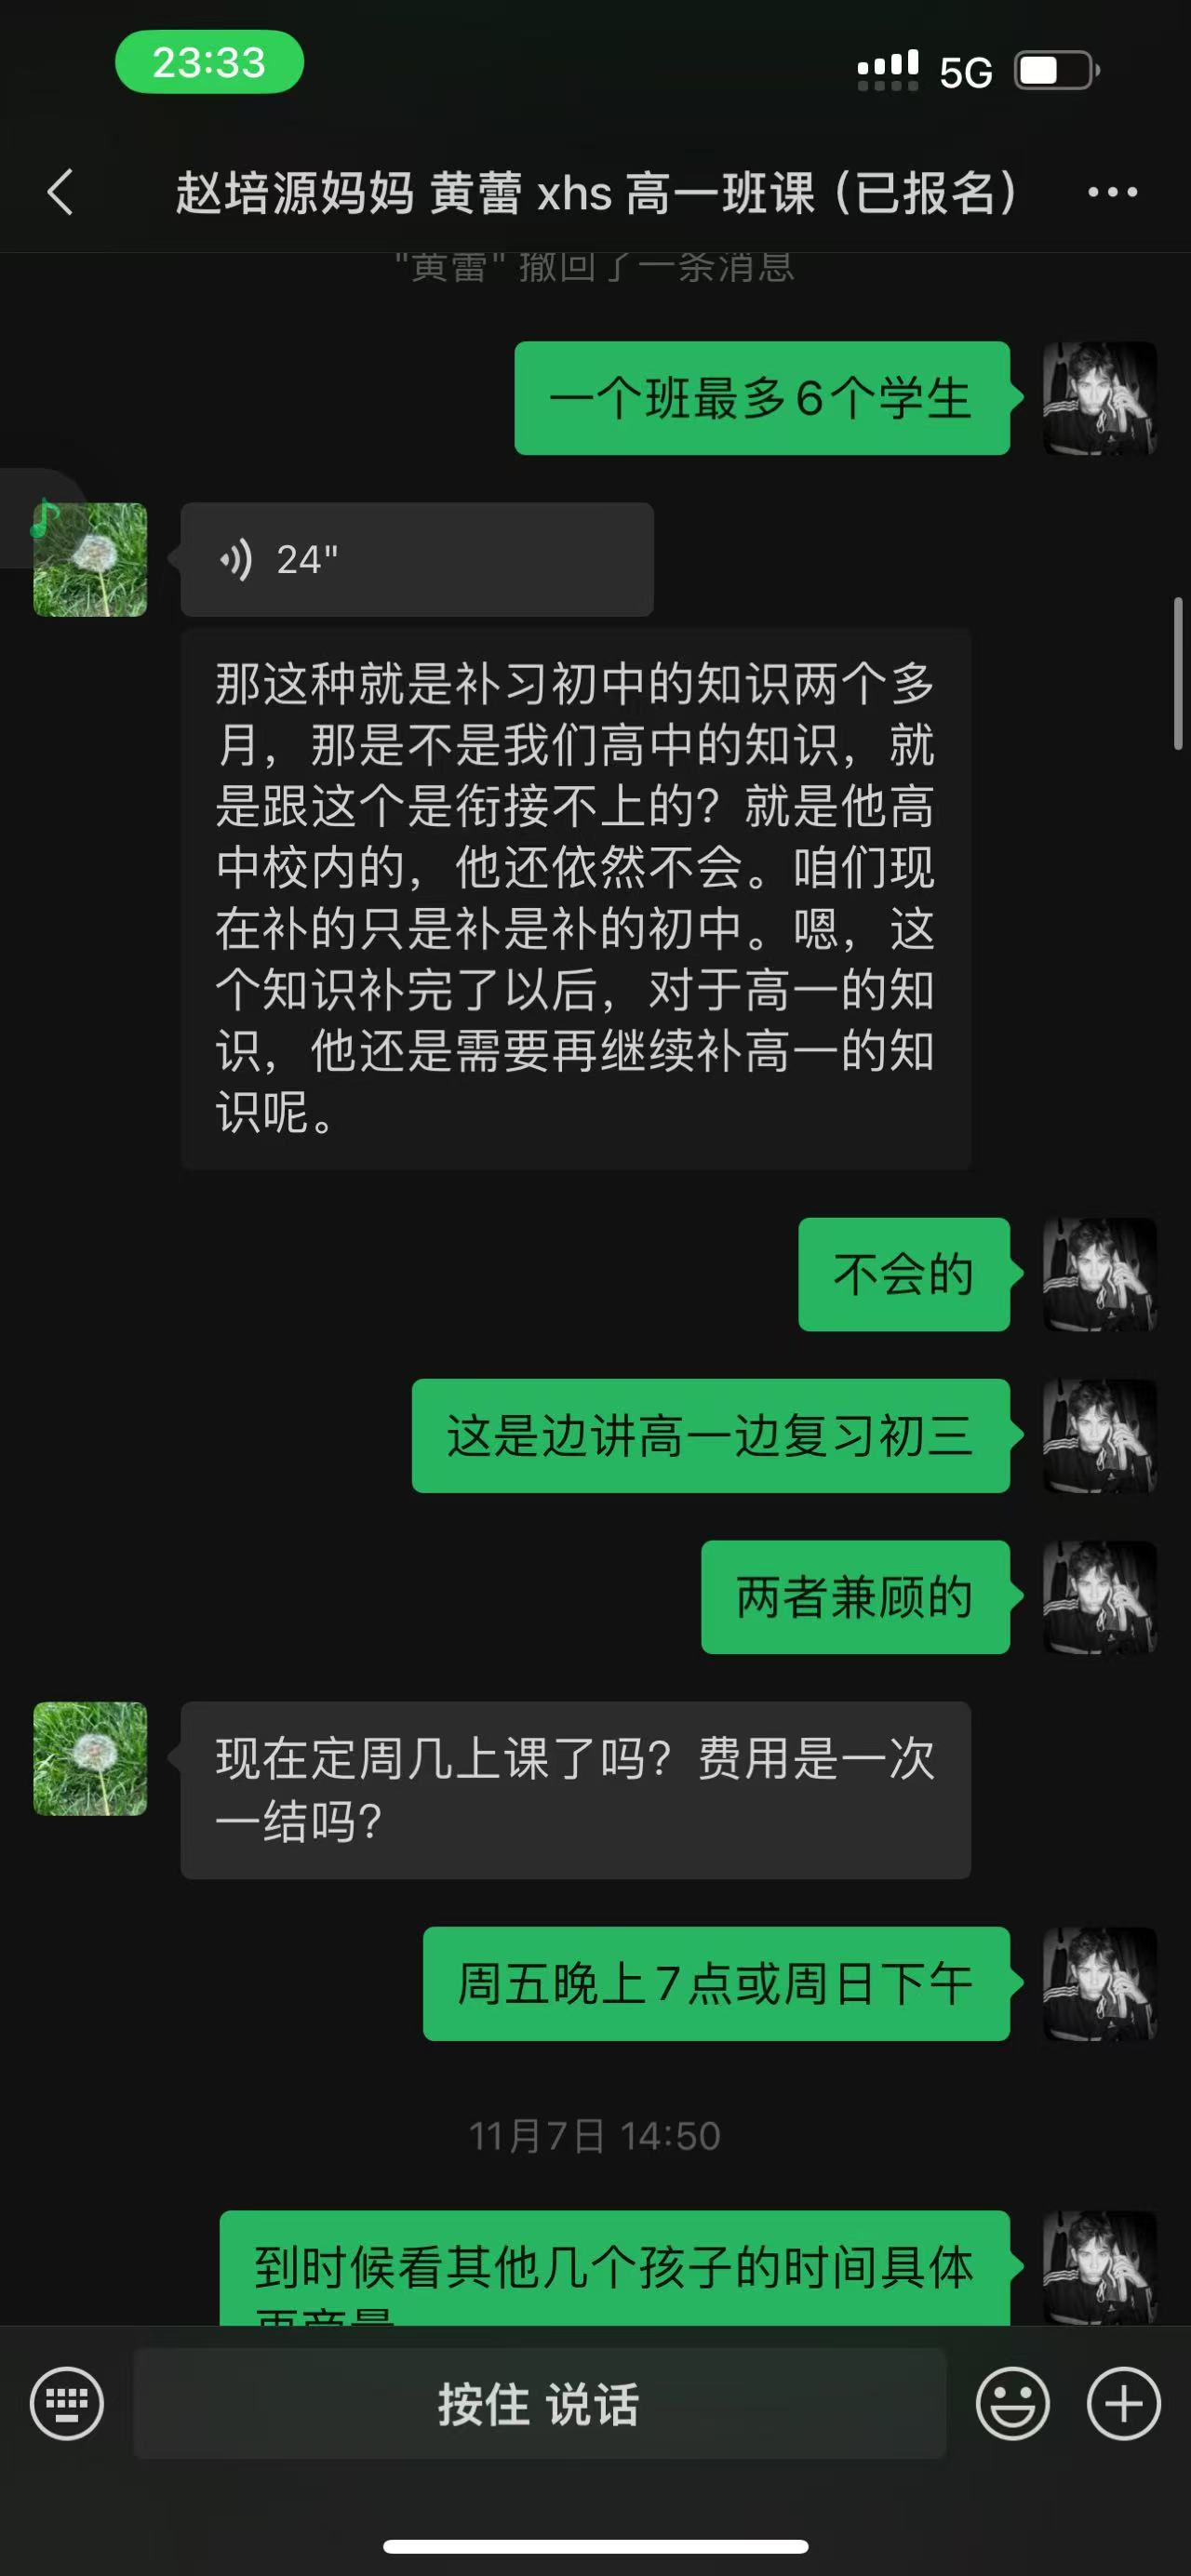 23:33
5G
赵培源妈妈 黄蕾 xhs 高一班课（已报名）
"黄蕾" 撤回了一条消息
一个班最多6个学生
24"
那这种就是补习初中的知识两个多
月，那是不是我们高中的知识，就
是跟这个是衔接不上的？就是他高
中校内的，他还依然不会。咱们现
在补的只是补是补的初中。嗯，这
个知识补完了以后，对于高一的知
识，他还是需要再继续补高一的知
识呢。
不会的
这是边讲高一边复习初三
两者兼顾的
现在定周几上课了吗？费用是一次
一结吗？
周五晚上7点或周日下午
11月7日 14:50
到时候看其他几个孩子的时间具体
再商量
按住 说话